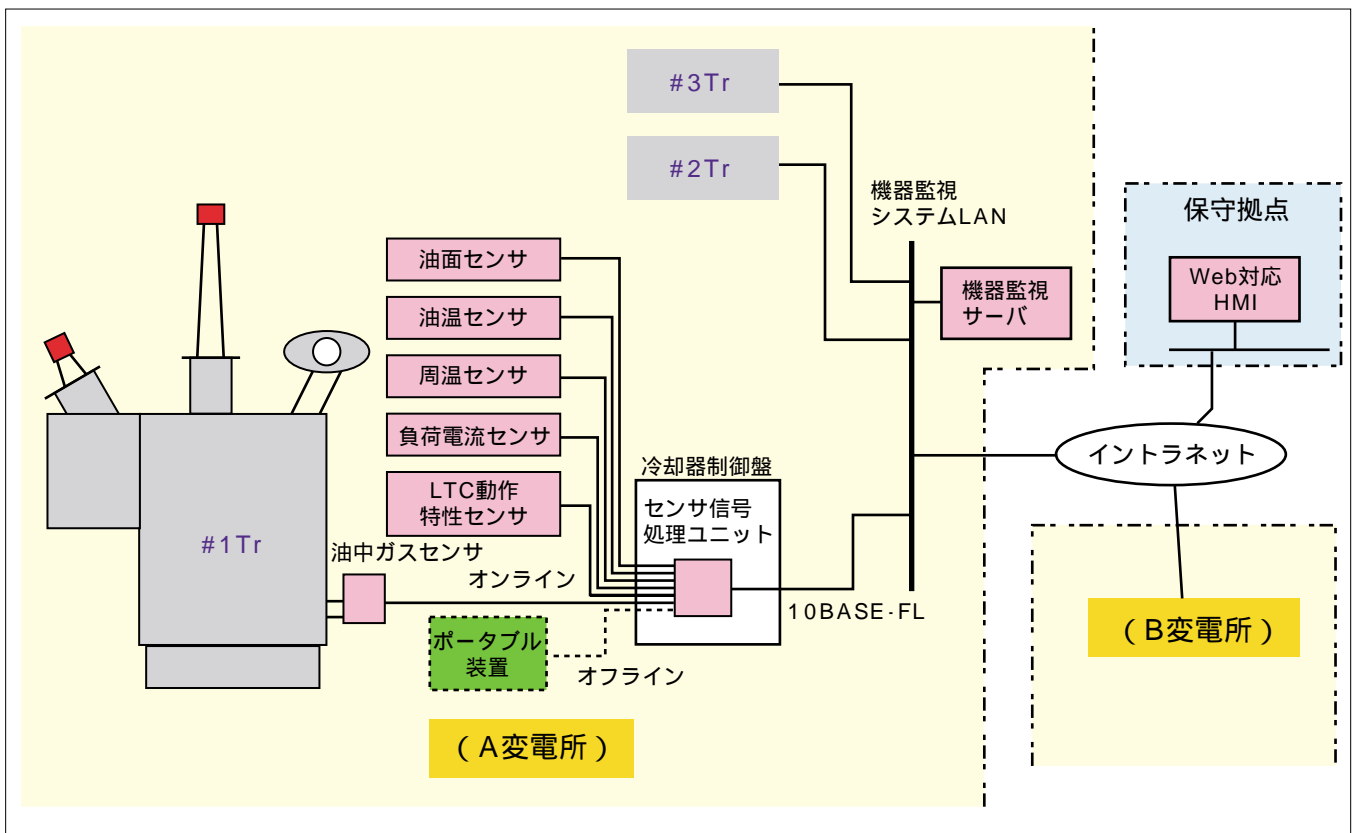 #3Tr
#2Tr
機器監視
システムLAN
保守拠点
Web対応
HMI
機器監視
サーバ
油面センサ
油温センサ
周温センサ
負荷電流センサ
LTC動作
特性センサ
冷却器制御盤
センサ信号
処理ユニット
イントラネット
#1Tr
油中ガスセンサ
オンライン
10BASE-FL
ポータブル
装置
オフライン
（A変電所）
（B変電所）